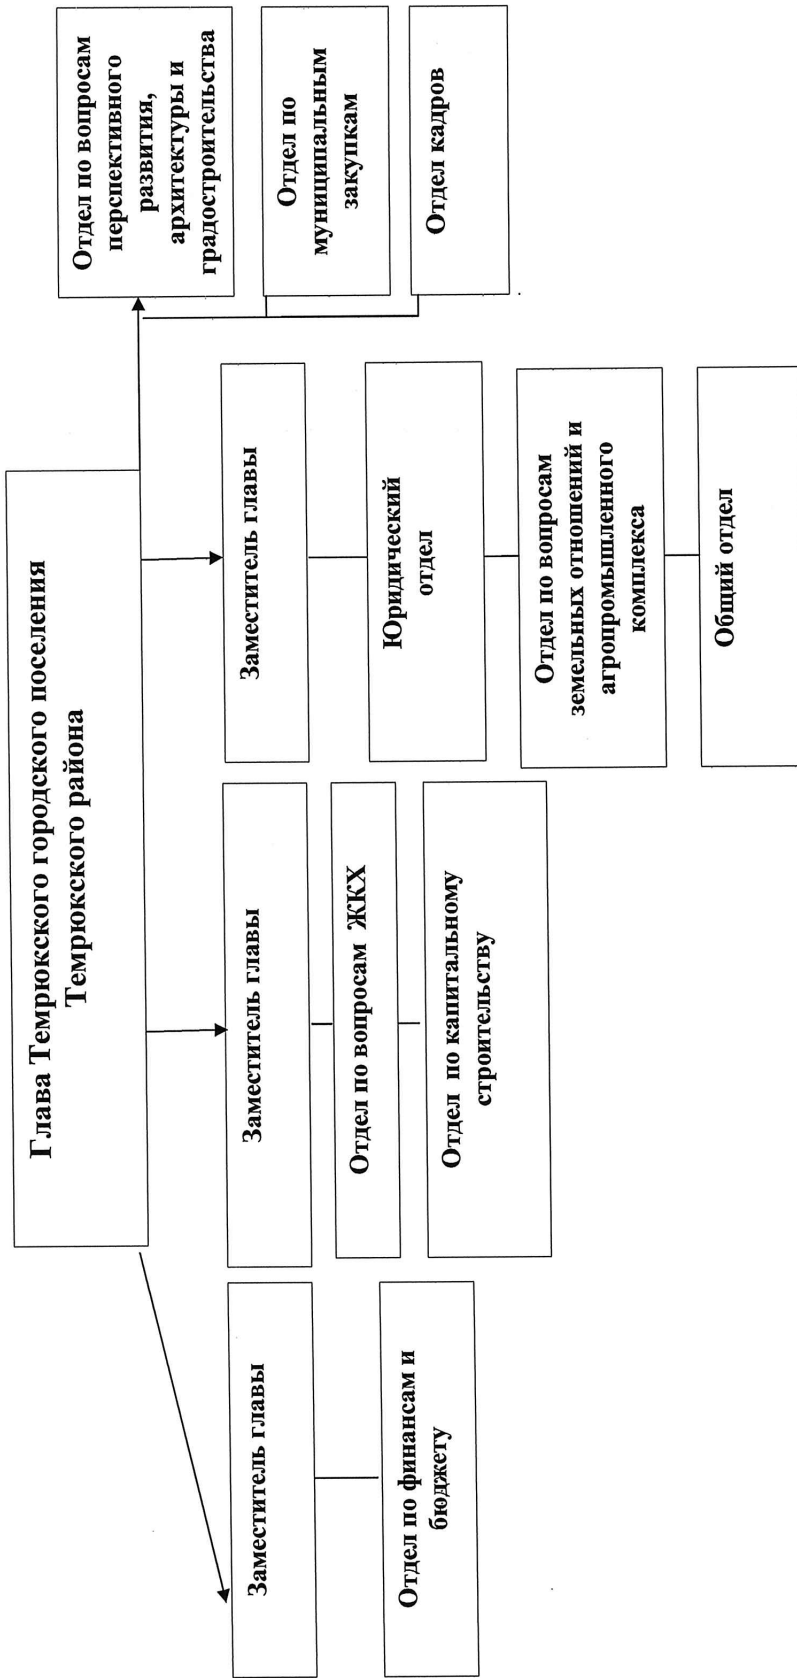 Глава Темрюкского городского поселения
Темрюкского района
Заместитель главы
Отдел по финансам и
бюджету
Заместитель главы
Отдел по вопросам ЖКХ
Отдел по капитальному
строительству
Заместитель главы
Юридический
отдел
Отдел по вопросам
земельных отношений и
агропромышленного
комплекса
Общий отдел
Отдел по вопросам
перспективного
развития,
архитектуры и
градостроительства
Отдел по
муниципальным
закупкам
Отдел кадров